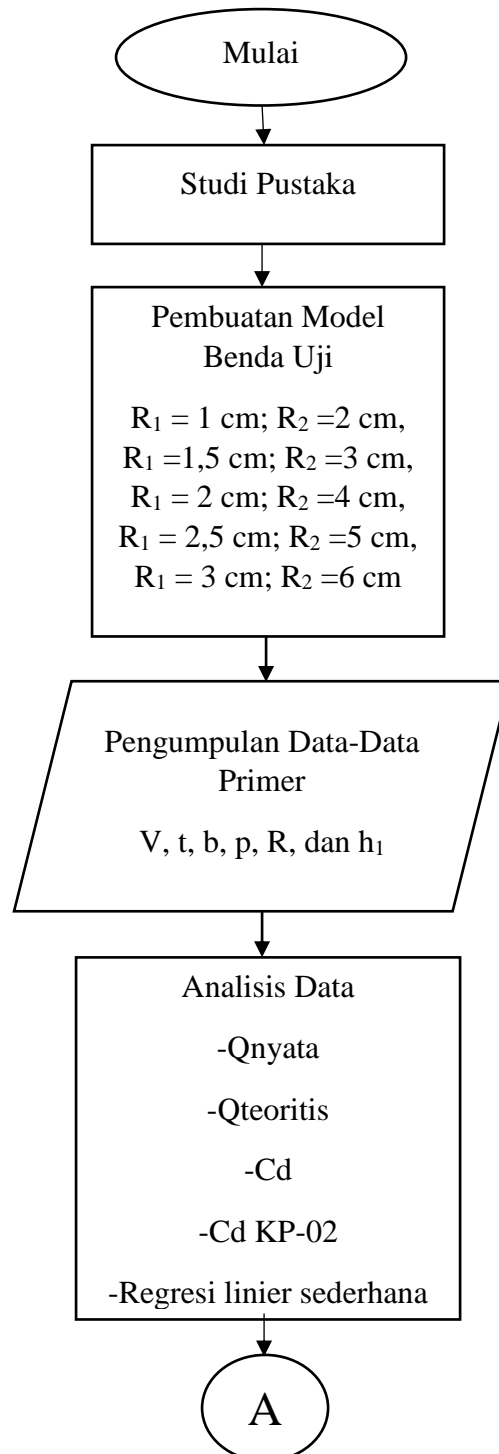 Mulai
Studi Pustaka
Pembuatan Model
Benda Uji
R₁ = 1 cm; R₂ =2 cm,
R₁ =1,5 cm; R₂ =3 cm,
R₁ = 2 cm; R₂ =4 cm,
R₁ = 2,5 cm; R₂ =5 cm,
R₁ = 3 cm; R₂ =6 cm
Pengumpulan Data-Data
Primer
V, t, b, p, R, dan h₁
Analisis Data
-Qnyata
-Qteoritis
-Cd
-Cd KP-02
-Regresi linier sederhana
A